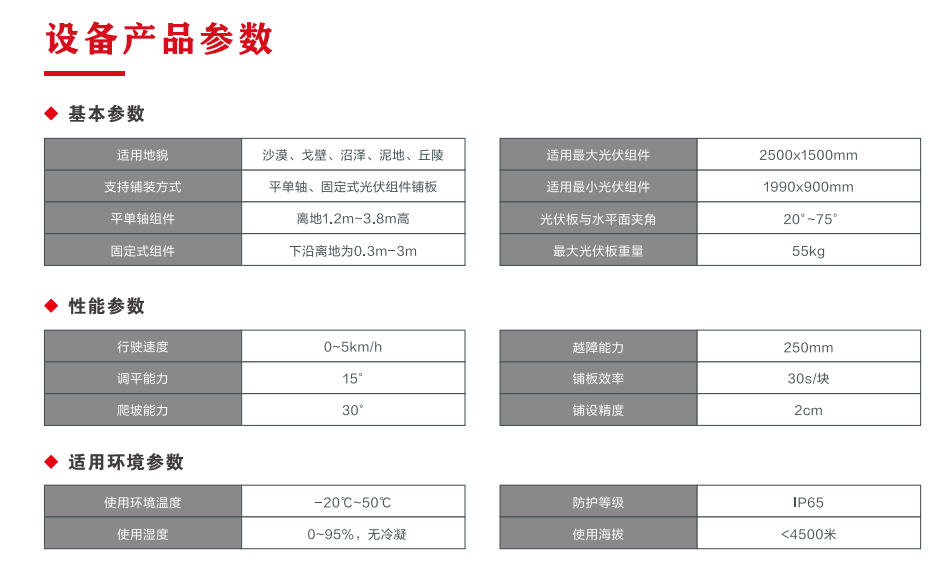 设备产品参数
基本参数
适用地貌 沙漠、戈壁、沼泽、泥地、丘陵
支持铺装方式 平单轴、固定式光伏组件铺板
平单轴组件 离地1.2m~3.8m高
固定式组件 下沿离地为0.3m-3m
适用最大光伏组件 2500x1500mm
适用最小光伏组件 1990x900mm
光伏板与水平面夹角 20°~75°
最大光伏板重量 55kg
性能参数
行驶速度 0~5km/h
调平能力 15°
爬坡能力 30°
越障能力 250mm
铺板效率 30s/块
铺设精度 2cm
适用环境参数
使用环境温度 -20℃~50℃
使用湿度 0~95%，无冷凝
防护等级 IP65
使用海拔 <4500米